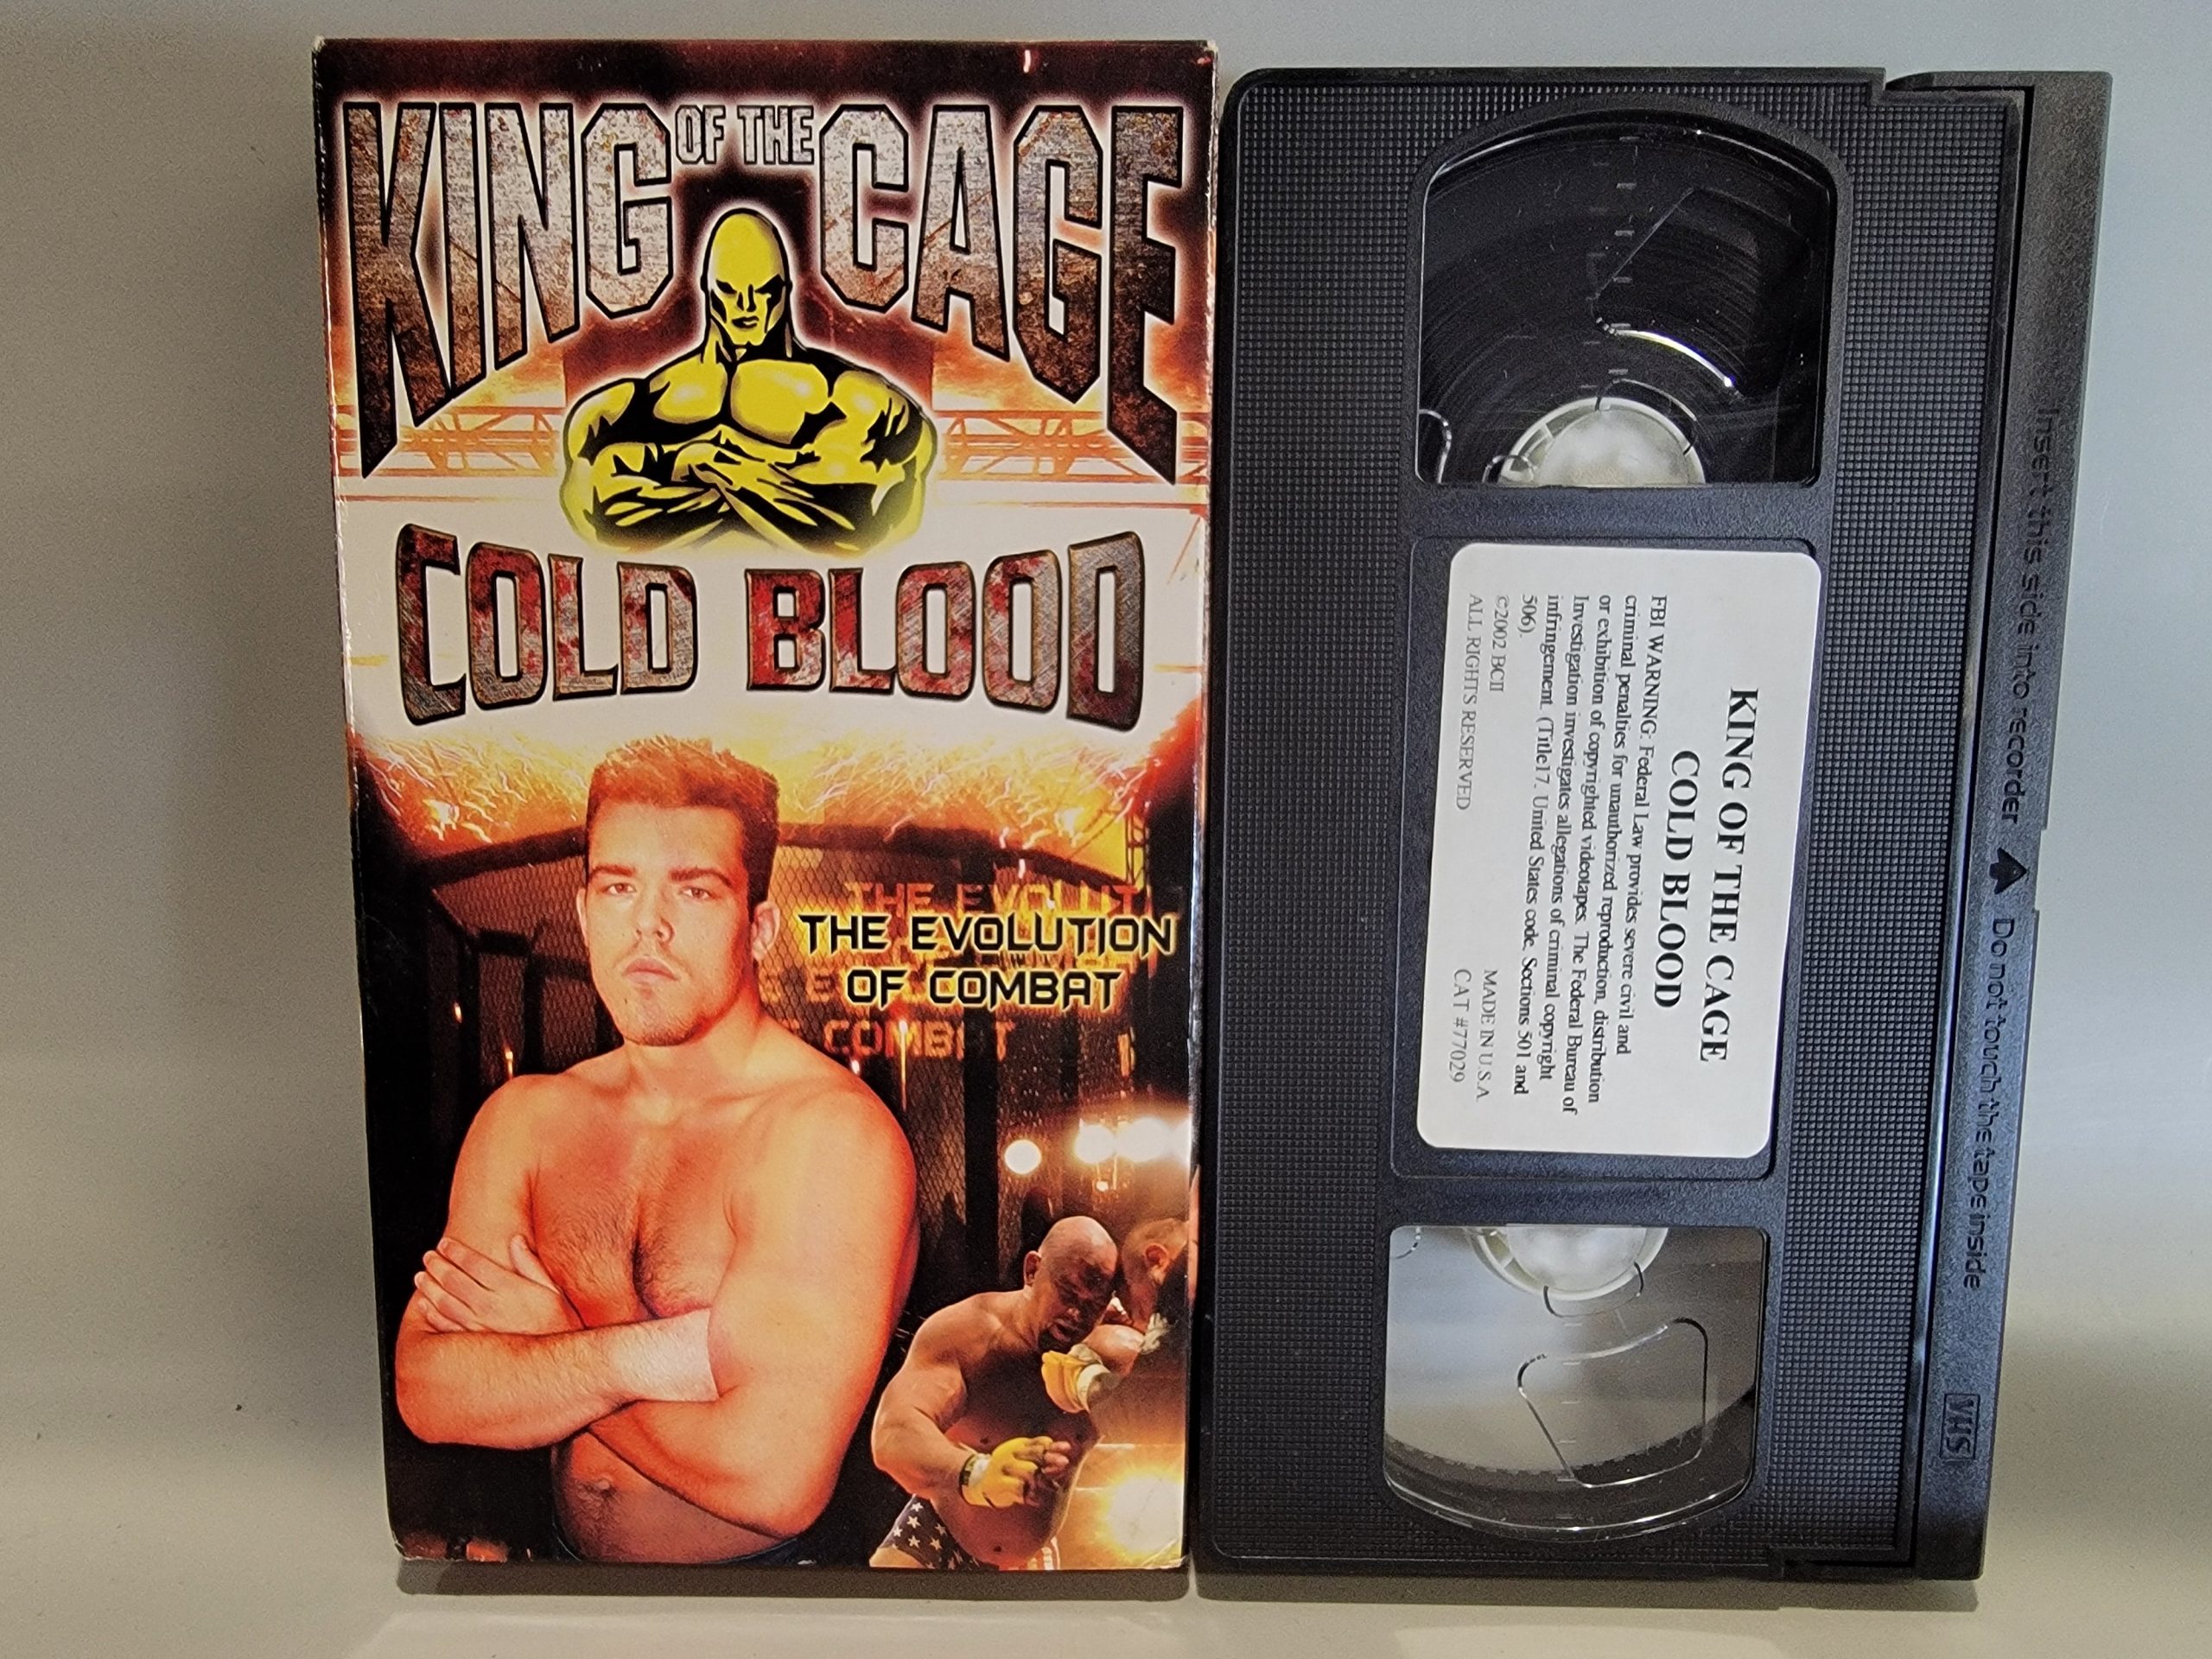 KING OF THE CAGE
COLD BLOOD
THE EVOLUT
THE EVOLUTION
OF COMBAT
COMBAT
KING OF THE CAGE
COLD BLOOD
FBI WARNING: Federal Law provides severe civil and
criminal penalties for unauthorized reproduction, distribution
or exhibition of copyrighted videotapes. The Federal Bureau of
Investigation investigates allegations of criminal copyright
infringement. (Title17. United States code, Sections 501 and
506).
©2002 BCII
MADE IN U.S.A
ALL RIGHTS RESERVED
CAT #77029
Insert this side into recorder
Do not touch the tape inside
VHS